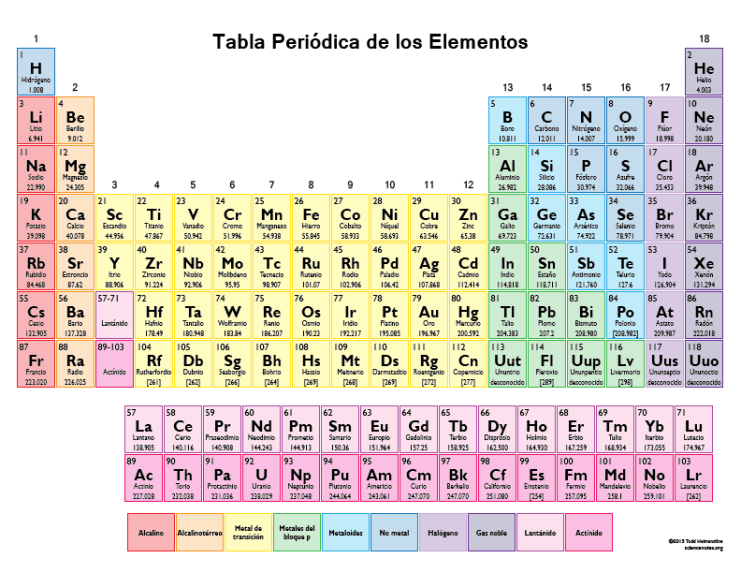 Tabla Periódica de los Elementos
1 18
1 2
H He
Hidrógeno Helio
1.008 4.003
2 13 14 15 16 17
3 4 5 6 7 8 9 10
Li Be B C N O F Ne
Litio Berilio Boro Carbono Nitrógeno Oxígeno Flúor Neón
6.941 9.012 10.811 12.011 14.007 15.999 18.998 20.180
11 12 13 14 15 16 17 18
Na Mg Al Si P S Cl Ar
Sodio Magnesio Aluminio Silicio Fósforo Azufre Cloro Argón
22.990 24.305 26.982 28.086 30.974 32.066 35.453 39.948
3 4 5 6 7 8 9 10 11 12
19 20 21 22 23 24 25 26 27 28 29 30 31 32 33 34 35 36
K Ca Sc Ti V Cr Mn Fe Co Ni Cu Zn Ga Ge As Se Br Kr
Potasio Calcio Escandio Titanio Vanadio Cromo Manganeso Hierro Cobalto Níquel Cobre Zinc Galio Germanio Arsénico Selenio Bromo Kriptón
39.098 40.078 44.956 47.867 50.942 51.996 54.938 55.845 58.933 58.693 63.546 65.38 69.723 72.631 74.922 78.971 79.904 84.798
37 38 39 40 41 42 43 44 45 46 47 48 49 50 51 52 53 54
Rb Sr Y Zr Nb Mo Tc Ru Rh Pd Ag Cd In Sn Sb Te I Xe
Rubidio Estroncio Itrio Zirconio Niobio Molibdeno Tecnecio Rutenio Rodio Paladio Plata Cadmio Indio Estaño Antimonio Telurio Yodo Xenón
84.468 87.62 88.906 91.224 92.906 95.95 98.907 101.07 102.906 106.42 107.868 112.414 114.818 118.711 121.760 127.6 126.904 131.294
55 56 57-71 72 73 74 75 76 77 78 79 80 81 82 83 84 85 86
Cs Ba Hf Ta W Re Os Ir Pt Au Hg Tl Pb Bi Po At Rn
Cesio Bario Lantánido Hafnio Tantalio Wolframio Renio Osmio Iridio Platino Oro Mercurio Talio Plomo Bismuto Polonio Astato Radón
132.905 137.328 178.49 180.948 183.84 186.207 190.23 192.217 195.085 196.967 200.592 204.383 207.2 208.980 [208.982] 209.987 222.018
87 88 89-103 104 105 106 107 108 109 110 111 112 113 114 115 116 117 118
Fr Ra Rf Db Sg Bh Hs Mt Ds Rg Cn Uut Fl Uup Lv Uus Uuo
Francio Radio Actínido Rutherfordio Dubnio Seaborgio Bohrio Hassio Meitnerio Darmstadtio Roentgenio Copernicio Ununtrio Flerovio Ununpentio Livermorio Ununseptio Ununoctio
223.020 226.025 [261] [262] [266] [264] [269] [268] [269] [272] [277] desconocido [289] desconocido [298] desconocido desconocido
57 58 59 60 61 62 63 64 65 66 67 68 69 70 71
La Ce Pr Nd Pm Sm Eu Gd Tb Dy Ho Er Tm Yb Lu
Lantano Cerio Praseodimio Neodimio Prometio Samario Europio Gadolinio Terbio Disprosio Holmio Erbio Tulio Iterbio Lutecio
138.905 140.116 140.908 144.243 144.913 150.36 151.964 157.25 158.925 162.500 164.930 167.259 168.934 173.055 174.967
89 90 91 92 93 94 95 96 97 98 99 100 101 102 103
Ac Th Pa U Np Pu Am Cm Bk Cf Es Fm Md No Lr
Actinio Torio Protactinio Uranio Neptunio Plutonio Americio Curio Berkelio Californio Einstenio Fermio Mendelevio Nobelio Laurencio
227.028 232.038 231.036 238.029 237.048 244.064 243.061 247.070 247.070 251.080 [254] 257.095 258.1 259.101 [262]
Alcalino Alcalinotérreo Metal de transición Metales del bloque p Metaloides No metal Halógeno Gas noble Lantánido Actínido
©2015 Todd Helmenstine
sciencenotes.org